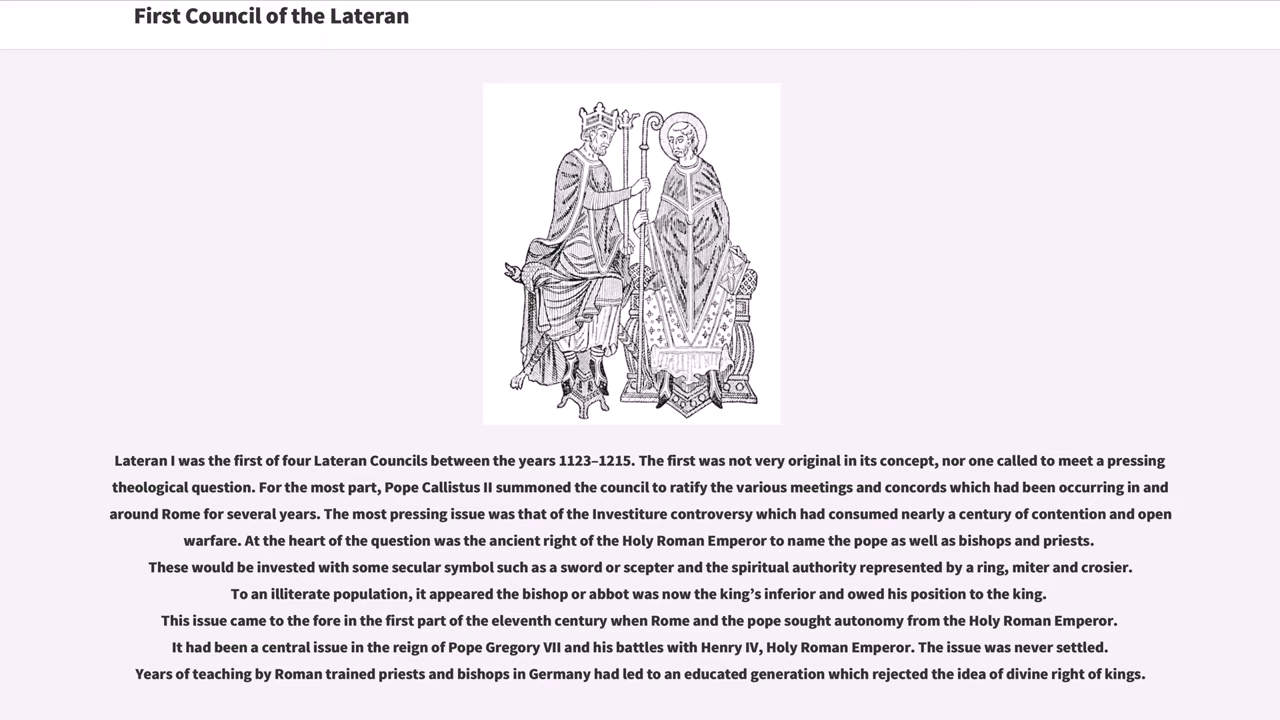 First Council of the Lateran
Lateran I was the first of four Lateran Councils between the years 1123–1215. The first was not very original in its concept, nor one called to meet a pressing
theological question. For the most part, Pope Callistus II summoned the council to ratify the various meetings and concords which had been occurring in and
around Rome for several years. The most pressing issue was that of the Investiture controversy which had consumed nearly a century of contention and open
warfare. At the heart of the question was the ancient right of the Holy Roman Emperor to name the pope as well as bishops and priests.
These would be invested with some secular symbol such as a sword or scepter and the spiritual authority represented by a ring, miter and crosier.
To an illiterate population, it appeared the bishop or abbot was now the king’s inferior and owed his position to the king.
This issue came to the fore in the first part of the eleventh century when Rome and the pope sought autonomy from the Holy Roman Emperor.
It had been a central issue in the reign of Pope Gregory VII and his battles with Henry IV, Holy Roman Emperor. The issue was never settled.
Years of teaching by Roman trained priests and bishops in Germany had led to an educated generation which rejected the idea of divine right of kings.